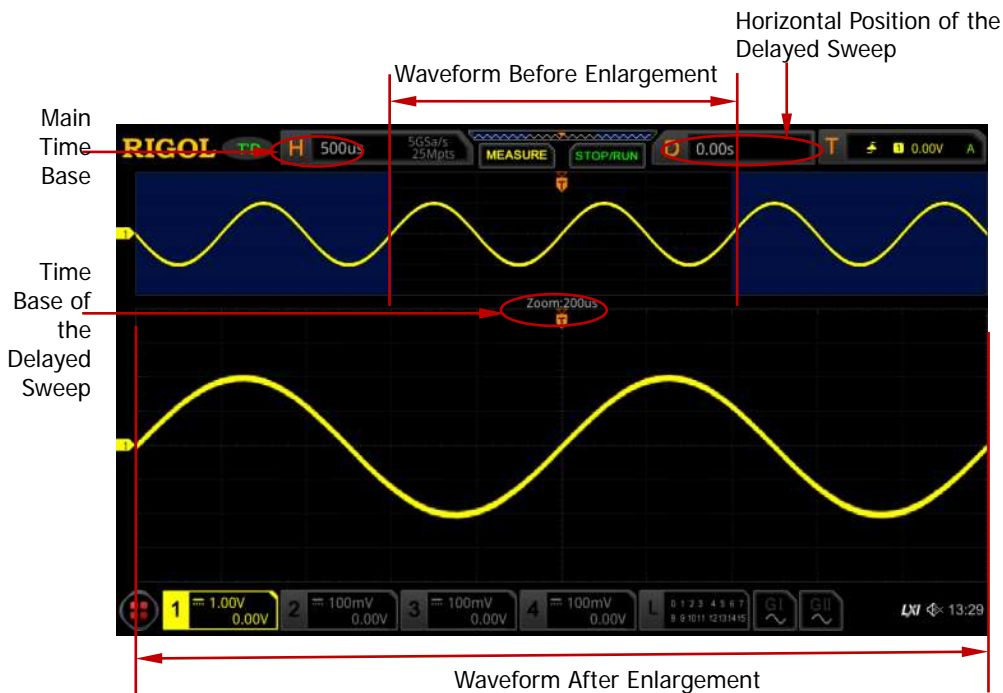 Horizontal Position of the
Delayed Sweep
Waveform Before Enlargement
Main
Time
Base
RIGOL T'D H 500us 5GSa/s
25Mpts
MEASURE STOP/RUN D 0.00s T 1 0.00V A
T
1
Time
Base of
the
Delayed
Sweep
Zoom:200us
T
1
1 1.00V
0.00V
2 100mV
0.00V
3 100mV
0.00V
4 100mV
0.00V
L 0 1 2 3 4 5 6 7
8 9 10 11 12 13 14 15
GI GII
LXI 13:29
Waveform After Enlargement